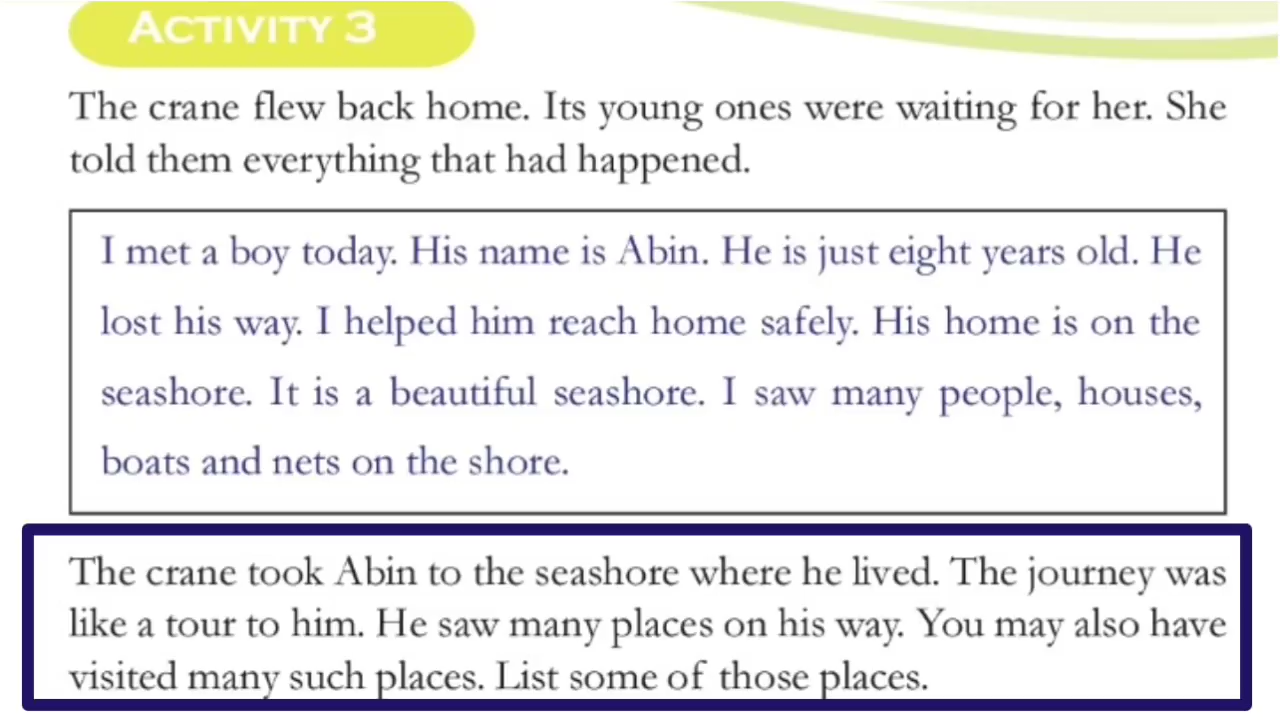 ACTIVITY 3
The crane flew back home. Its young ones were waiting for her. She
told them everything that had happened.
I met a boy today. His name is Abin. He is just eight years old. He
lost his way. I helped him reach home safely. His home is on the
seashore. It is a beautiful seashore. I saw many people, houses,
boats and nets on the shore.
The crane took Abin to the seashore where he lived. The journey was
like a tour to him. He saw many places on his way. You may also have
visited many such places. List some of those places.